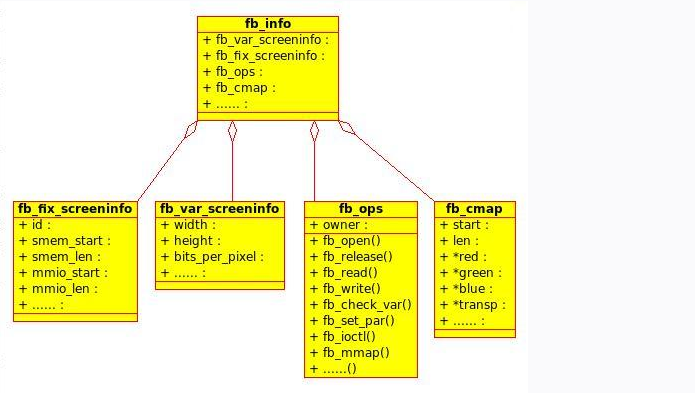 fb_info
+ fb_var_screeninfo :
+ fb_fix_screeninfo :
+ fb_ops :
+ fb_cmap :
+ ...... :
fb_fix_screeninfo
+ id :
+ smem_start :
+ smem_len :
+ mmio_start :
+ mmio_len :
+ ...... :
fb_var_screeninfo
+ width :
+ height :
+ bits_per_pixel :
+ ...... :
fb_ops
+ owner :
+ fb_open()
+ fb_release()
+ fb_read()
+ fb_write()
+ fb_check_var()
+ fb_set_par()
+ fb_ioctl()
+ fb_mmap()
+ ......()
fb_cmap
+ start :
+ len :
+ *red :
+ *green :
+ *blue :
+ *transp :
+ ...... :